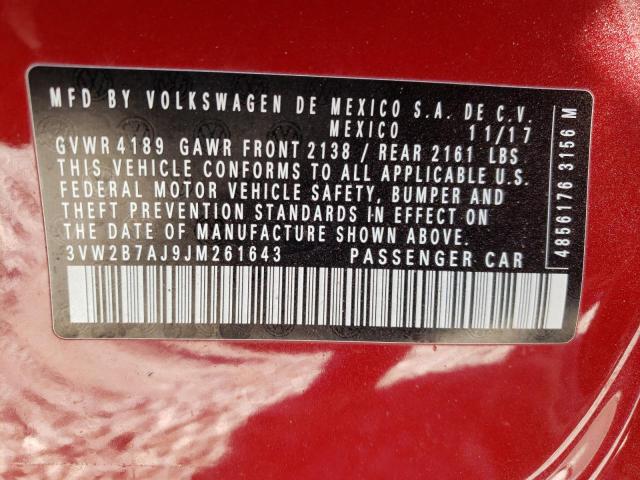 MFD BY VOLKSWAGEN DE MEXICO S.A. DE C.V.
MEXICO 11/17
GVWR 4189 GAWR FRONT 2138 / REAR 2161 LBS
THIS VEHICLE CONFORMS TO ALL APPLICABLE U.S.
FEDERAL MOTOR VEHICLE SAFETY, BUMPER AND
THEFT PREVENTION STANDARDS IN EFFECT ON
THE DATE OF MANUFACTURE SHOWN ABOVE.
3VW2B7AJ9JM261643 PASSENGER CAR
4856176 3156 M